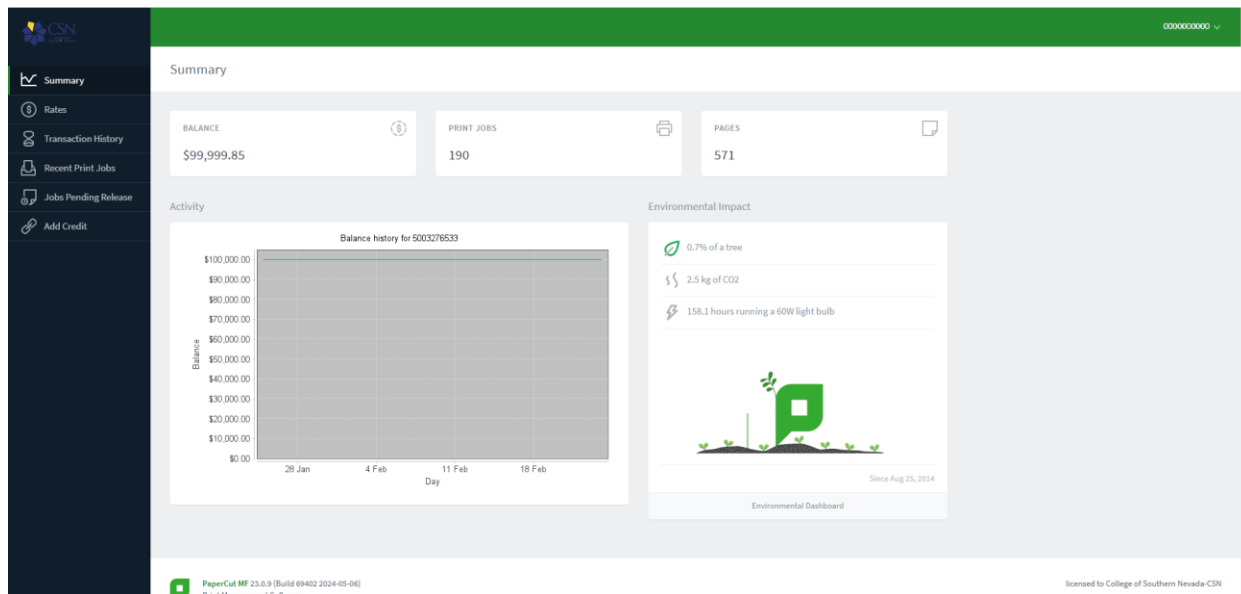 CSN
0000000000
Summary
Summary
Rates
Transaction History
Recent Print Jobs
Jobs Pending Release
Add Credit
BALANCE
$99,999.85
PRINT JOBS
190
PAGES
571
Activity
Balance history for 5003276533
Balance
$100,000.00
$90,000.00
$80,000.00
$70,000.00
$60,000.00
$50,000.00
$40,000.00
$30,000.00
$20,000.00
$10,000.00
$0.00
28 Jan 4 Feb 11 Feb 18 Feb
Day
Environmental Impact
0.7% of a tree
2.5 kg of CO2
158.1 hours running a 60W light bulb
Since Aug 25, 2014
Environmental Dashboard
PaperCut MF 23.0.9 (Build 69402 2024-05-06)
licensed to College of Southern Nevada-CSN